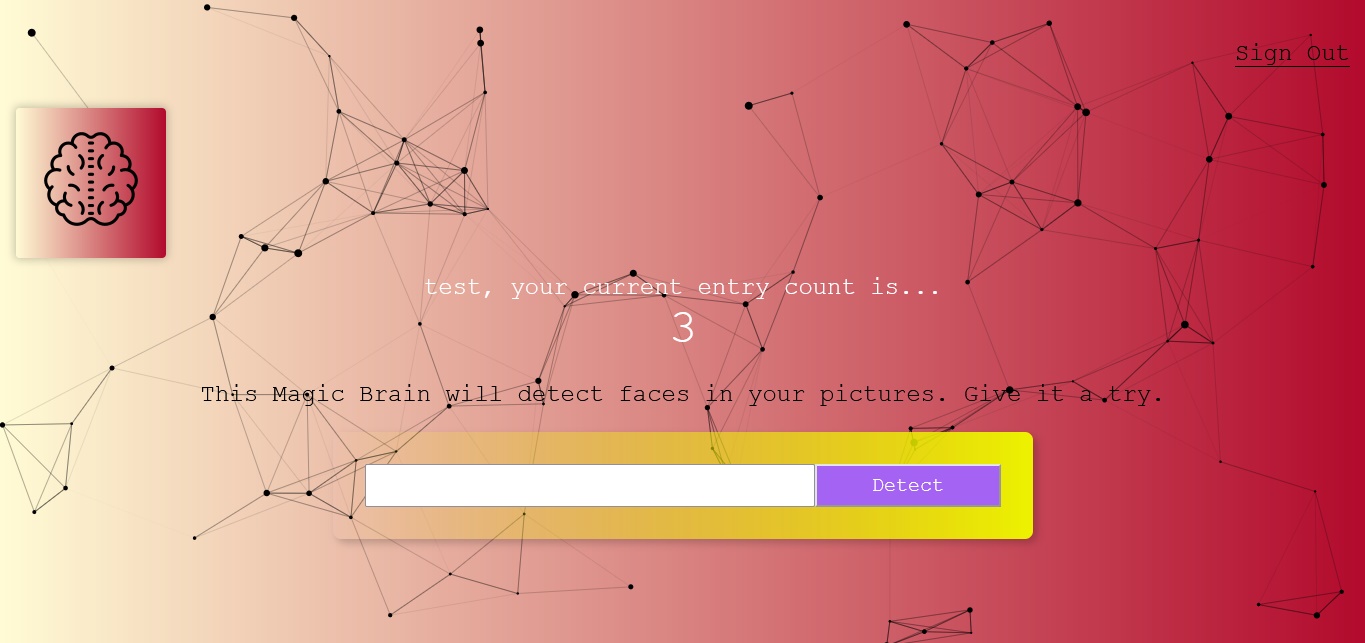 Sign Out
test, your current entry count is...
3
This Magic Brain will detect faces in your pictures. Give it a try.
Detect